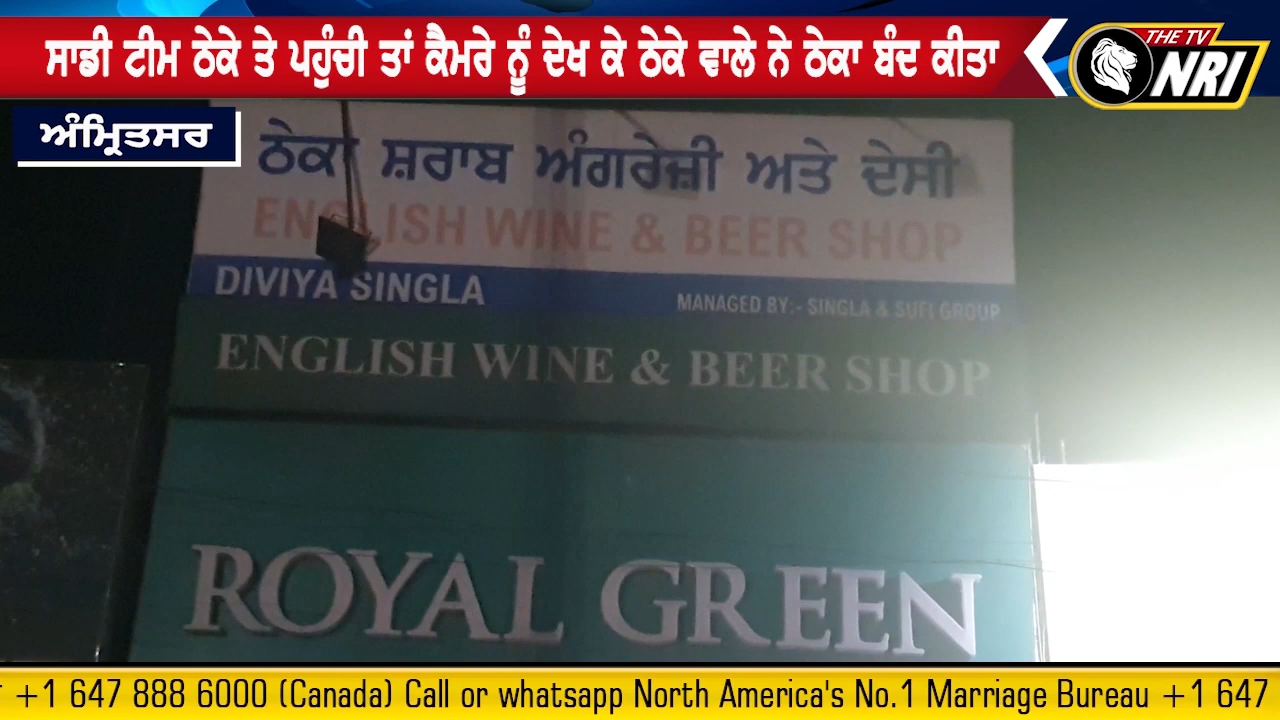 ਸਾਡੀ ਟੀਮ ਠੇਕੇ ਤੇ ਪਹੁੰਚੀ ਤਾਂ ਕੈਮਰੇ ਨੂੰ ਦੇਖ ਕੇ ਠੇਕੇ ਵਾਲੇ ਨੇ ਠੇਕਾ ਬੰਦ ਕੀਤਾ
THE TV
NRI
ਅੰਮ੍ਰਿਤਸਰ
ਠੇਕਾ ਸ਼ਰਾਬ ਅੰਗਰੇਜ਼ੀ ਅਤੇ ਦੇਸੀ
ENGLISH WINE & BEER SHOP
DIVIYA SINGLA
MANAGED BY:- SINGLA & SUFI GROUP
ENGLISH WINE & BEER SHOP
ROYAL GREEN
+1 647 888 6000 (Canada) Call or whatsapp North America's No.1 Marriage Bureau +1 647